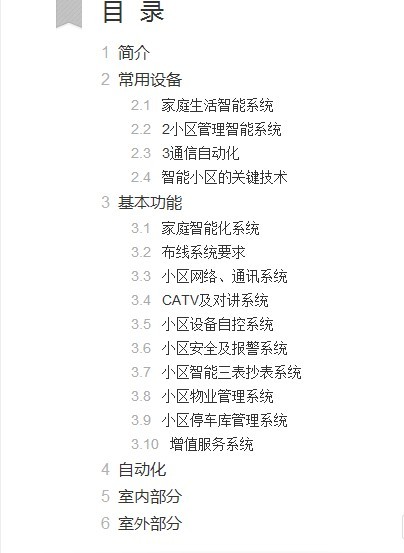 目 录
1 简介
2 常用设备
2.1 家庭生活智能系统
2.2 2小区管理智能系统
2.3 3通信自动化
2.4 智能小区的关键技术
3 基本功能
3.1 家庭智能化系统
3.2 布线系统要求
3.3 小区网络、通讯系统
3.4 CATV及对讲系统
3.5 小区设备自控系统
3.6 小区安全及报警系统
3.7 小区智能三表抄表系统
3.8 小区物业管理系统
3.9 小区停车库管理系统
3.10 增值服务系统
4 自动化
5 室内部分
6 室外部分